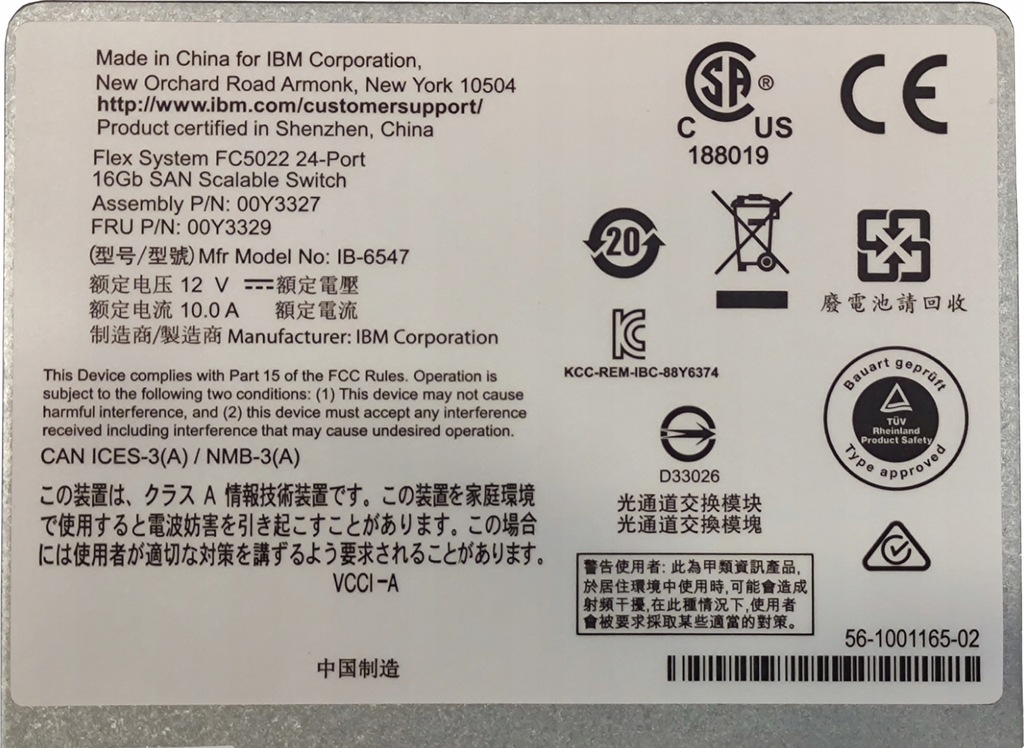 Made in China for IBM Corporation,
New Orchard Road Armonk, New York 10504
http://www.ibm.com/customersupport/
Product certified in Shenzhen, China
Flex System FC5022 24-Port
16Gb SAN Scalable Switch
Assembly P/N: 00Y3327
FRU P/N: 00Y3329
(型号/型號) Mfr Model No: IB-6547
额定电压 12 V 額定電壓
额定电流 10.0 A 額定電流
制造商/製造商 Manufacturer: IBM Corporation
This Device complies with Part 15 of the FCC Rules. Operation is
subject to the following two conditions: (1) This device may not cause
harmful interference, and (2) this device must accept any interference
received including interference that may cause undesired operation.
CAN ICES-3(A) / NMB-3(A)
この装置は、クラス A 情報技術装置です。この装置を家庭環境
で使用すると電波妨害を引き起こすことがあります。この場合
には使用者が適切な対策を講ずるよう要求されることがあります。
VCCI-A
中国制造
SA ®
C US
188019
CE
20
廢電池請回收
KC
KCC-REM-IBC-88Y6374
Bauart geprüft
TÜV
Rheinland
Product Safety
Type approved
D33026
光通道交换模块
光通道交換模塊
警告使用者: 此為甲類資訊產品,
於居住環境中使用時,可能會造成
射頻干擾,在此種情況下,使用者
會被要求採取某些適當的對策。
56-1001165-02